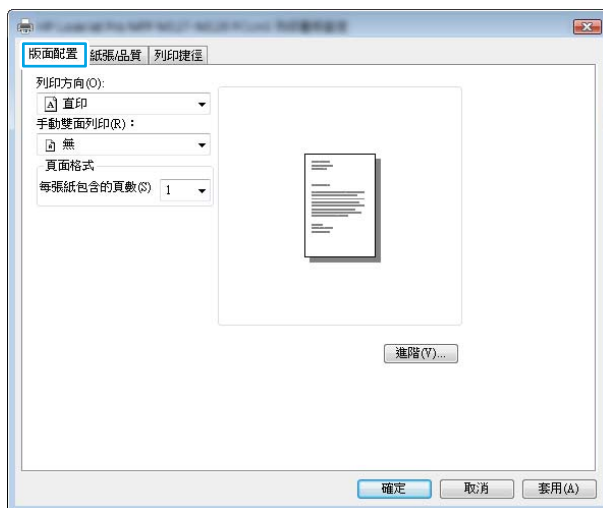 版面配置 紙張/品質 列印捷徑
列印方向(O):
A 直印
手動雙面列印(R)：
無
頁面格式
每張紙包含的頁數(S) 1
進階(V)...
確定 取消 套用(A)